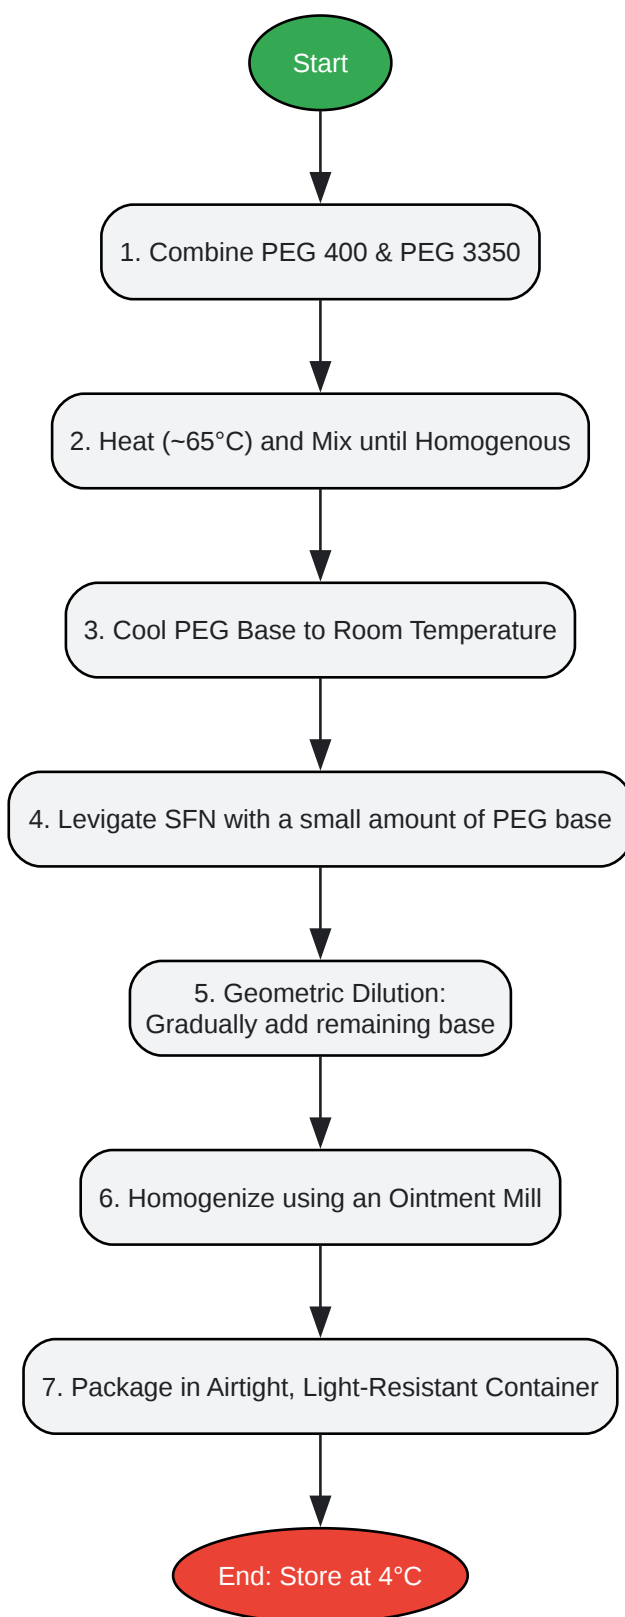 Start
1. Combine PEG 400 & PEG 3350
2. Heat (~65°C) and Mix until Homogenous
3. Cool PEG Base to Room Temperature
4. Levigate SFN with a small amount of PEG base
5. Geometric Dilution:
Gradually add remaining base
6. Homogenize using an Ointment Mill
7. Package in Airtight, Light-Resistant Container
End: Store at 4°C